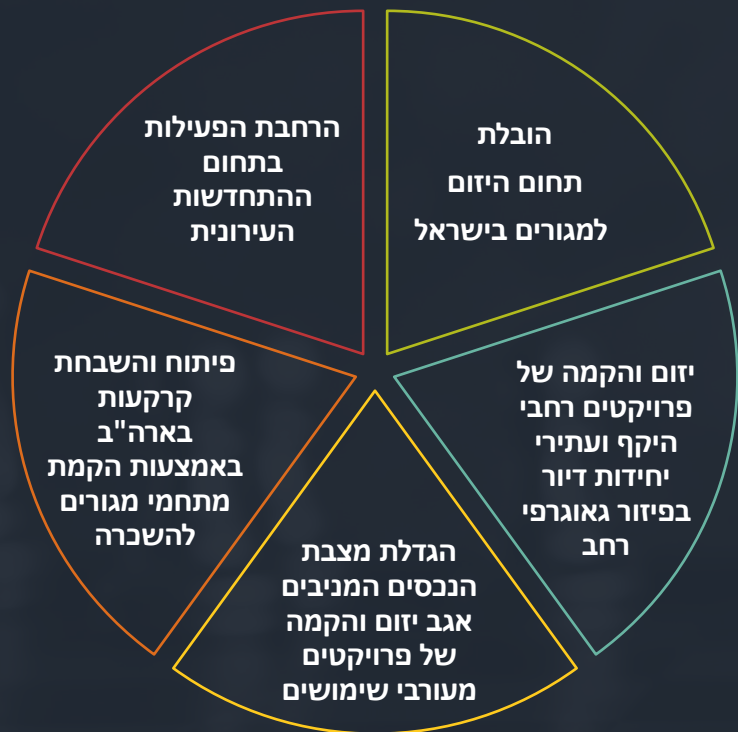 הובלת
תחום היזום
למגורים בישראל
יזום והקמה של
פרויקטים רחבי
היקף ועתירי
יחידות דיור
בפיזור גאוגרפי
רחב
הגדלת מצבת
הנכסים המניבים
אגב יזום והקמה
של פרויקטים
מעורבי שימושים
פיתוח והשבחת
קרקעות
בארה"ב
באמצעות הקמת
מתחמי מגורים
להשכרה
הרחבת הפעילות
בתחום
ההתחדשות
העירונית